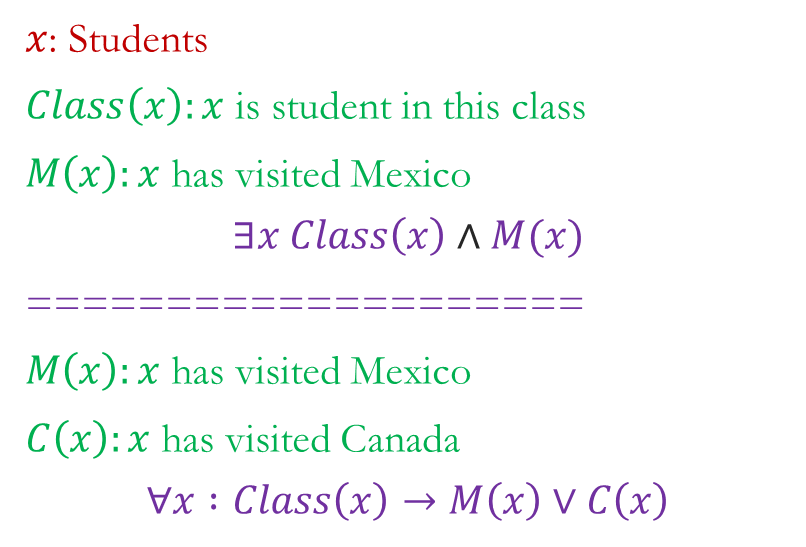 x: Students
Class(x): x is student in this class
M(x): x has visited Mexico
∃x Class(x) ∧ M(x)
=====================
M(x): x has visited Mexico
C(x): x has visited Canada
∀x : Class(x) → M(x) ∨ C(x)